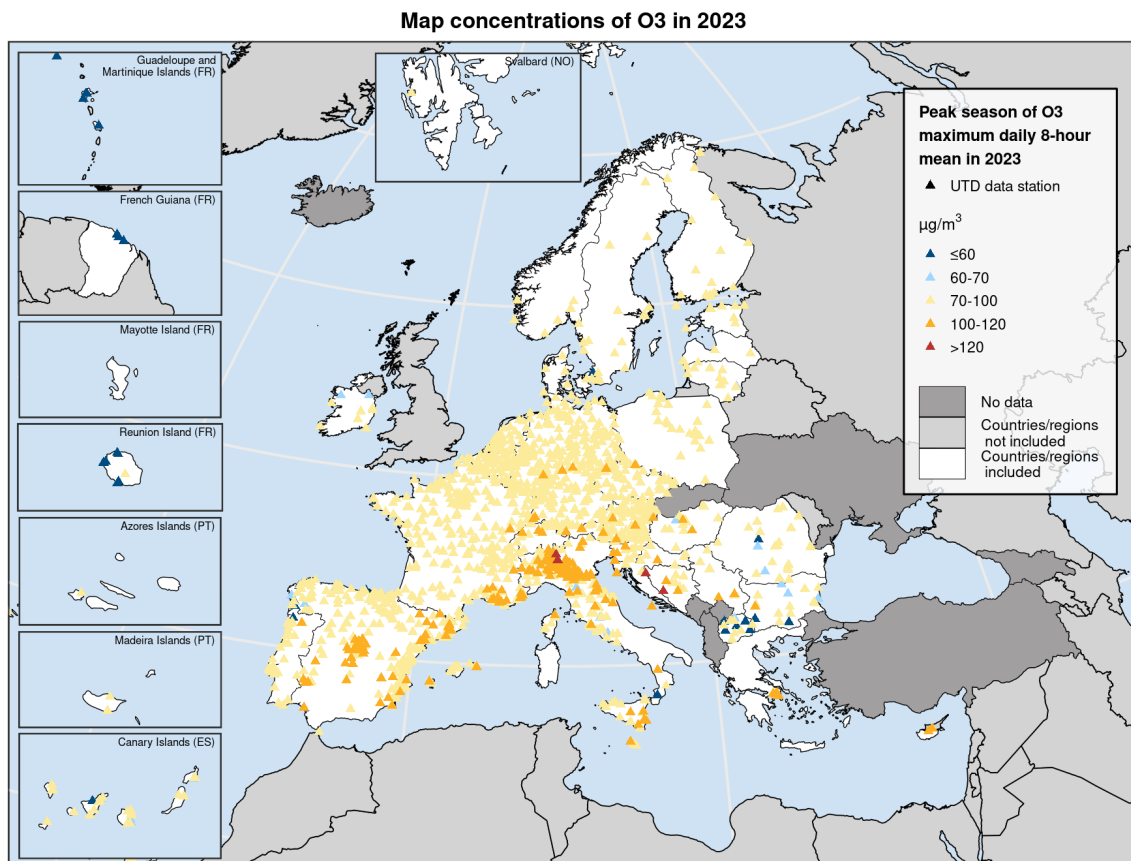 Map concentrations of O3 in 2023
Guadeloupe and
Martinique Islands (FR)
Svalbard (NO)
French Guiana (FR)
Mayotte Island (FR)
Reunion Island (FR)
Azores Islands (PT)
Madeira Islands (PT)
Canary Islands (ES)
Peak season of O3
maximum daily 8-hour
mean in 2023
UTD data station
µg/m³
≤60
60-70
70-100
100-120
>120
No data
Countries/regions
not included
Countries/regions
included